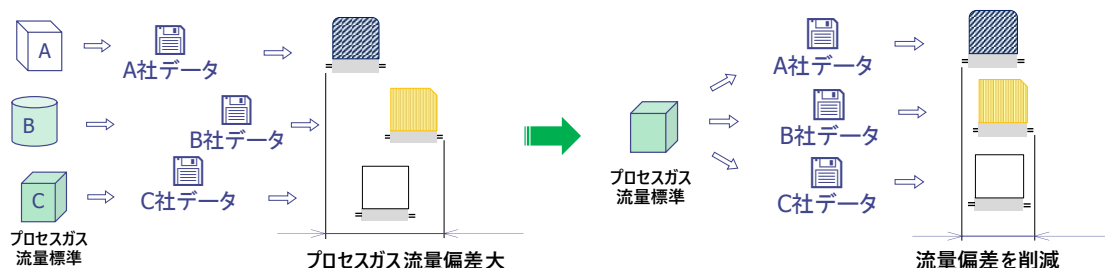 A
A社データ
B
B社データ
C
C社データ
プロセスガス
流量標準
プロセスガス流量偏差大
プロセスガス
流量標準
A社データ
B社データ
C社データ
流量偏差を削減